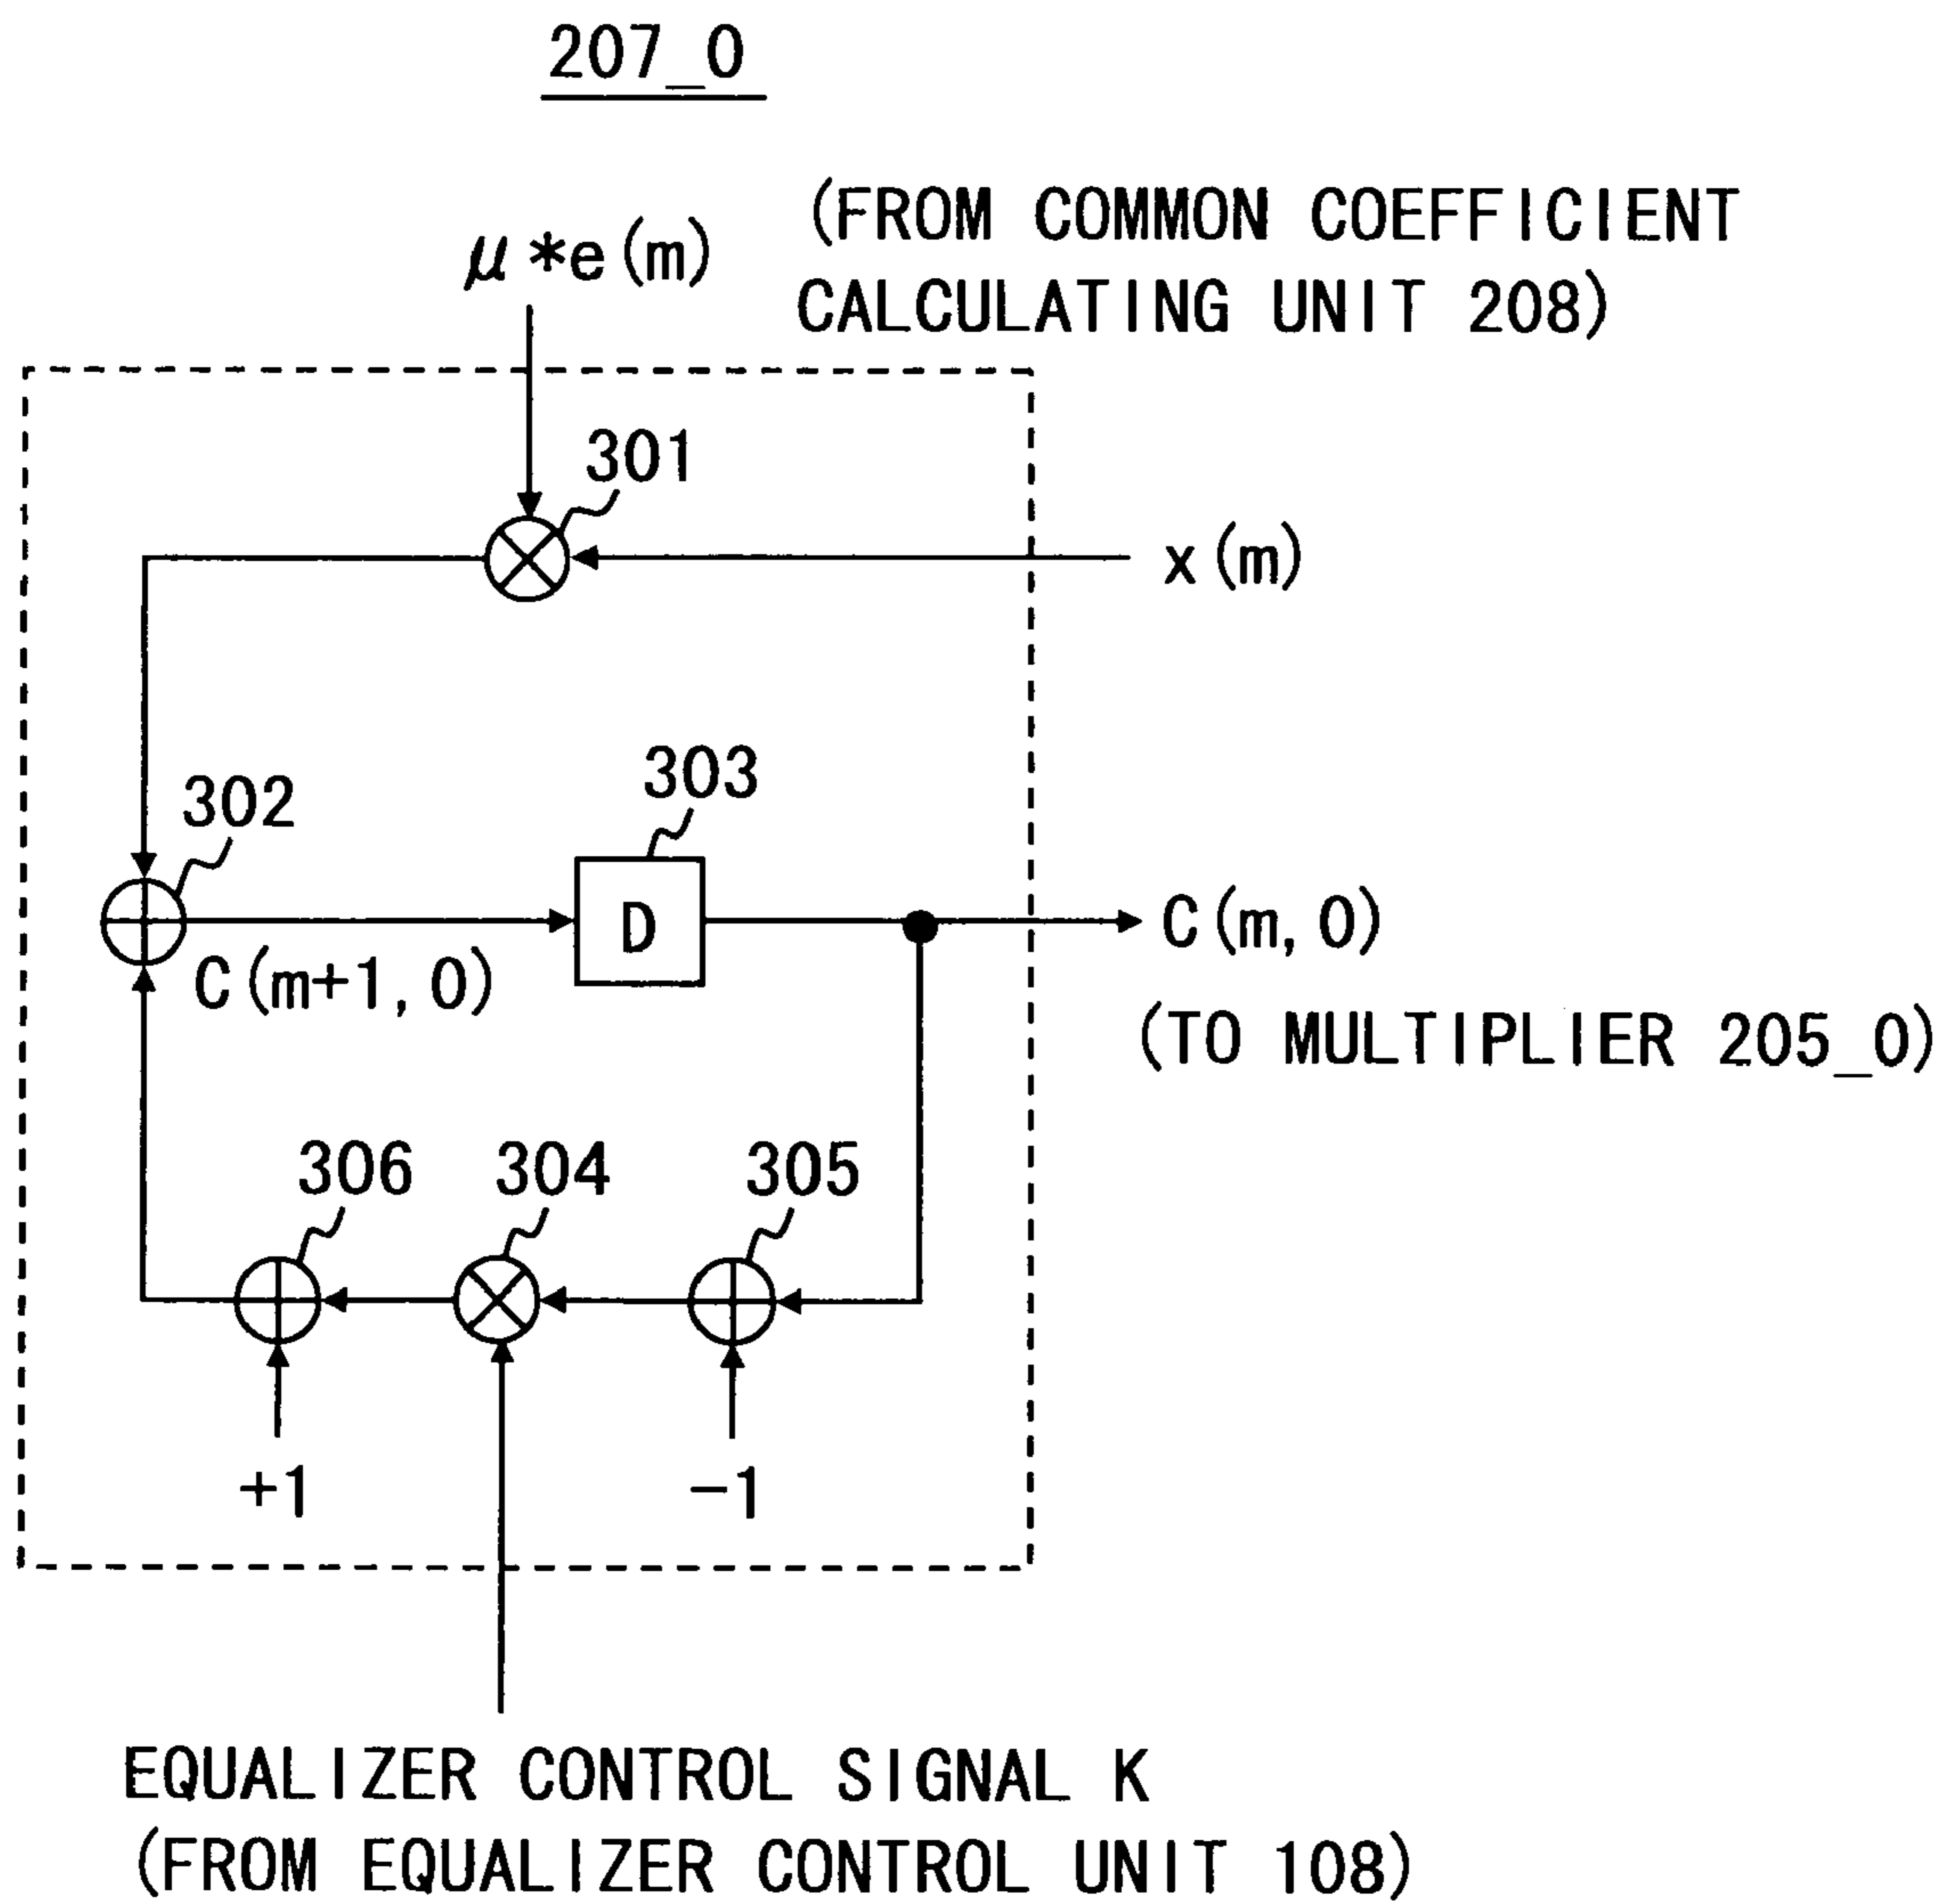 207_0
(FROM COMMON COEFFICIENT
μ*e(m)
CALCULATING UNIT 208)
301
x(m)
303
302
D
C(m,0)
C(m+1,0)
(TO MULTIPLIER 205_0)
306
304
305
+1
-1
EQUALIZER CONTROL SIGNAL K
(FROM EQUALIZER CONTROL UNIT 108)